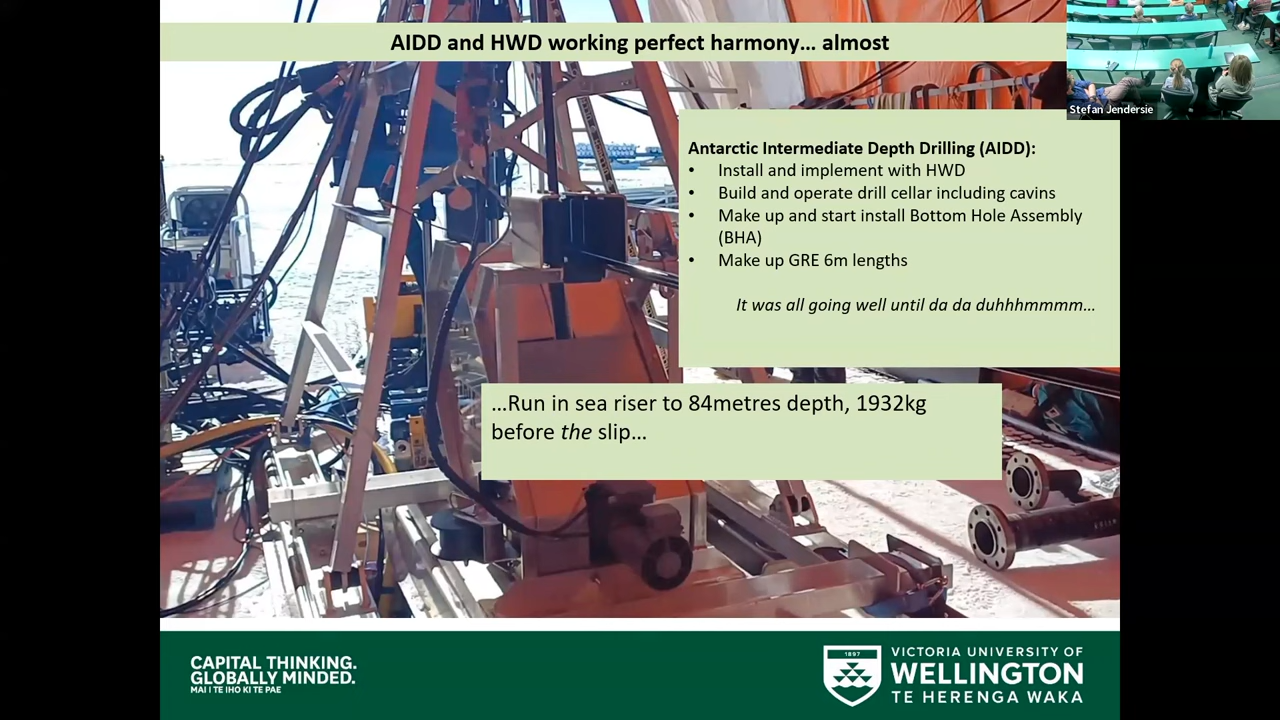 AIDD and HWD working perfect harmony… almost
Stefan Jendersie
Antarctic Intermediate Depth Drilling (AIDD):
• Install and implement with HWD
• Build and operate drill cellar including cavins
• Make up and start install Bottom Hole Assembly
(BHA)
• Make up GRE 6m lengths
It was all going well until da da duhhhmmmm…
…Run in sea riser to 84metres depth, 1932kg
before the slip…
CAPITAL THINKING.
GLOBALLY MINDED.
MAI I TE IHO KI TE PAE
1897
VICTORIA UNIVERSITY OF
WELLINGTON
TE HERENGA WAKA